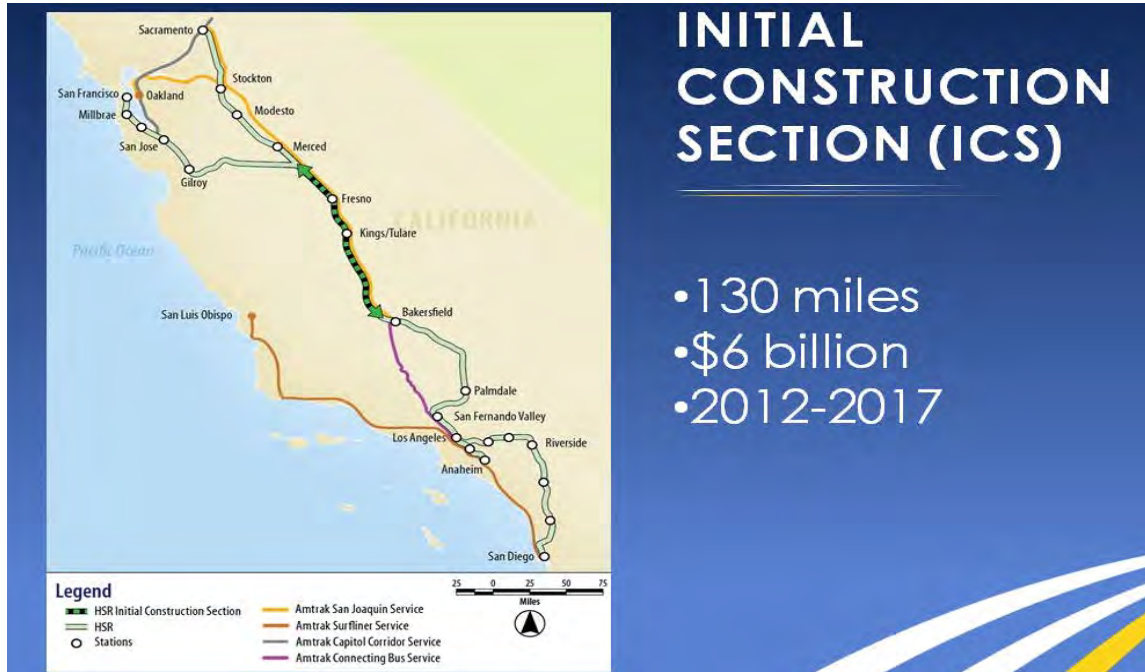 INITIAL
CONSTRUCTION
SECTION (ICS)
•130 miles
•$6 billion
•2012-2017
Sacramento
Stockton
San Francisco
Oakland
Millbrae
Modesto
San Jose
Merced
Gilroy
Fresno
CALIFORNIA
Kings/Tulare
Pacific Ocean
San Luis Obispo
Bakersfield
Palmdale
San Fernando Valley
Los Angeles
Riverside
Anaheim
San Diego
Legend
HSR Initial Construction Section
HSR
Stations
Amtrak San Joaquin Service
Amtrak Surfliner Service
Amtrak Capitol Corridor Service
Amtrak Connecting Bus Service
25 0 25 50 75
Miles